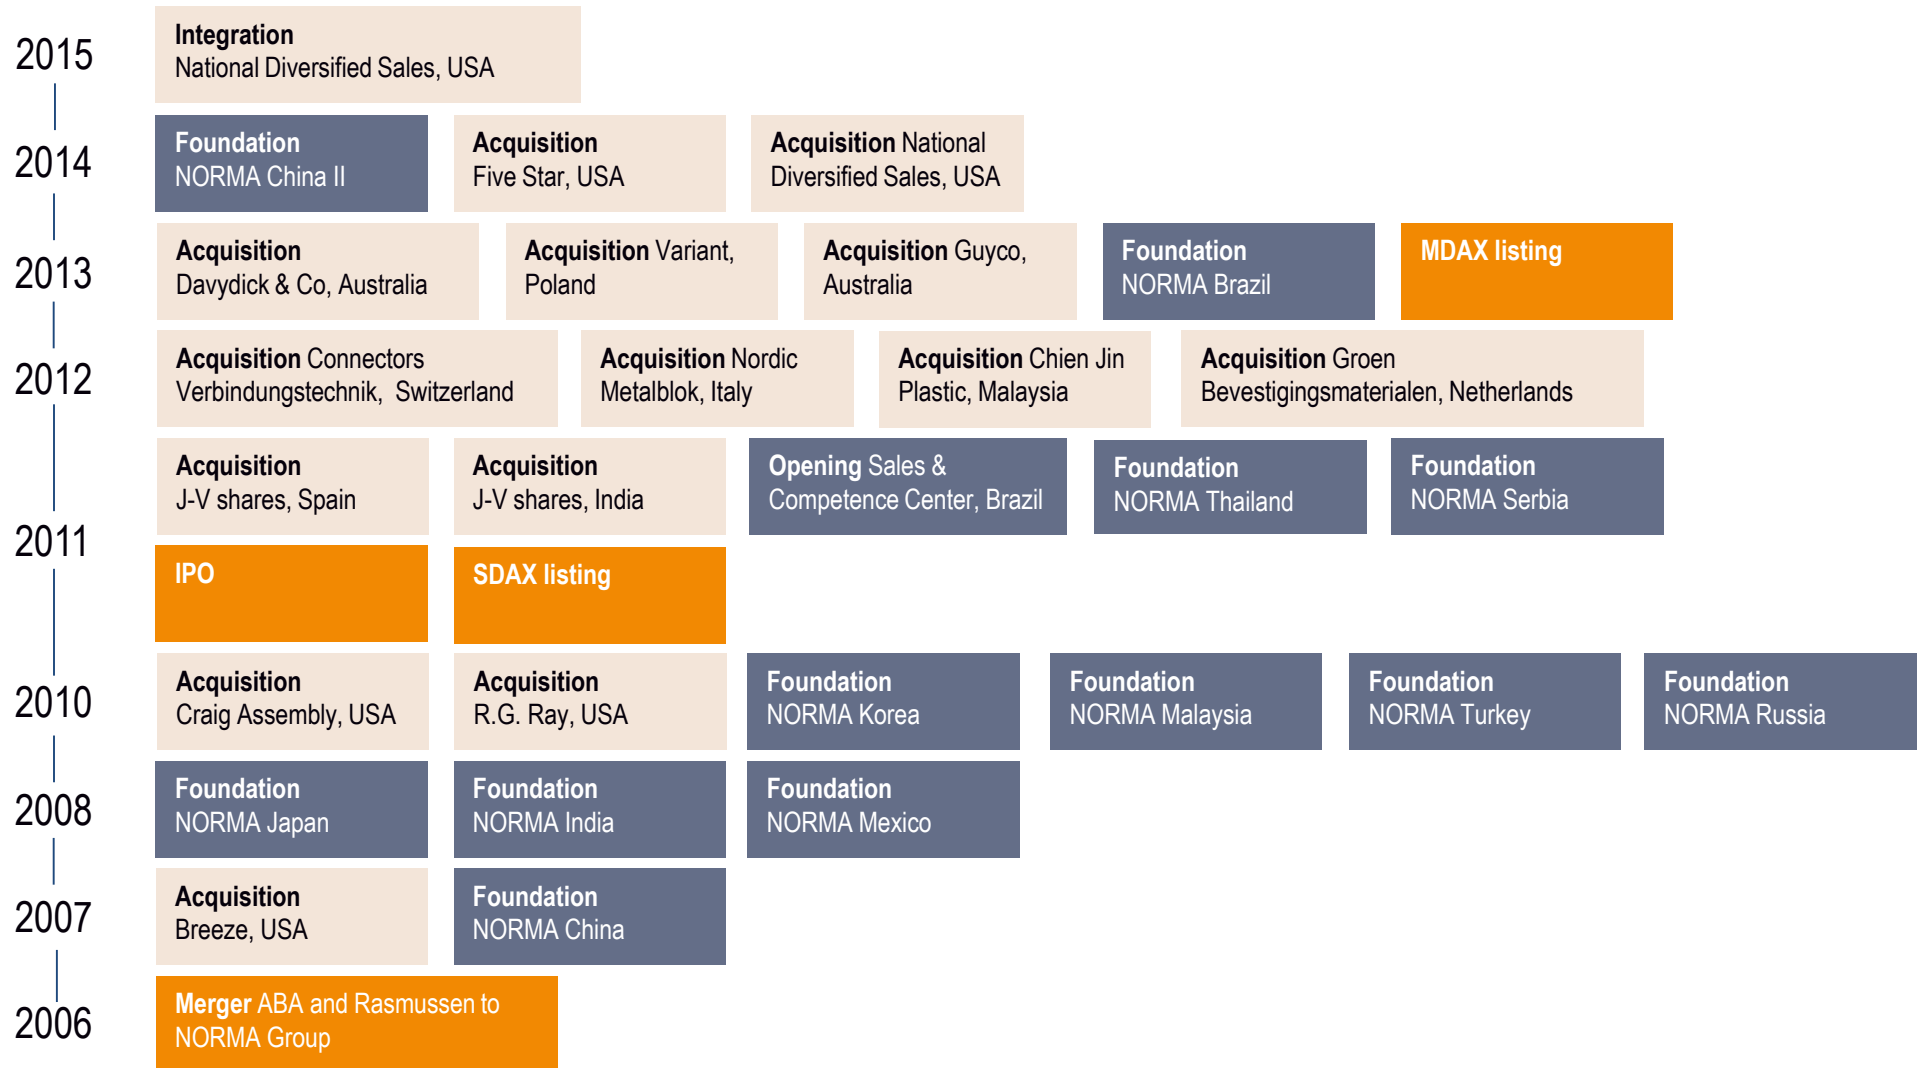 2015
Integration
National Diversified Sales, USA
2014
Foundation
NORMA China II
Acquisition
Five Star, USA
Acquisition National
Diversified Sales, USA
2013
Acquisition
Davydick & Co, Australia
Acquisition Variant,
Poland
Acquisition Guyco,
Australia
Foundation
NORMA Brazil
MDAX listing
2012
Acquisition Connectors
Verbindungstechnik, Switzerland
Acquisition Nordic
Metalblok, Italy
Acquisition Chien Jin
Plastic, Malaysia
Acquisition Groen
Bevestigingsmaterialen, Netherlands
2011
Acquisition
J-V shares, Spain
Acquisition
J-V shares, India
Opening Sales &
Competence Center, Brazil
Foundation
NORMA Thailand
Foundation
NORMA Serbia
IPO
SDAX listing
2010
Acquisition
Craig Assembly, USA
Acquisition
R.G. Ray, USA
Foundation
NORMA Korea
Foundation
NORMA Malaysia
Foundation
NORMA Turkey
Foundation
NORMA Russia
2008
Foundation
NORMA Japan
Foundation
NORMA India
Foundation
NORMA Mexico
2007
Acquisition
Breeze, USA
Foundation
NORMA China
2006
Merger ABA and Rasmussen to
NORMA Group